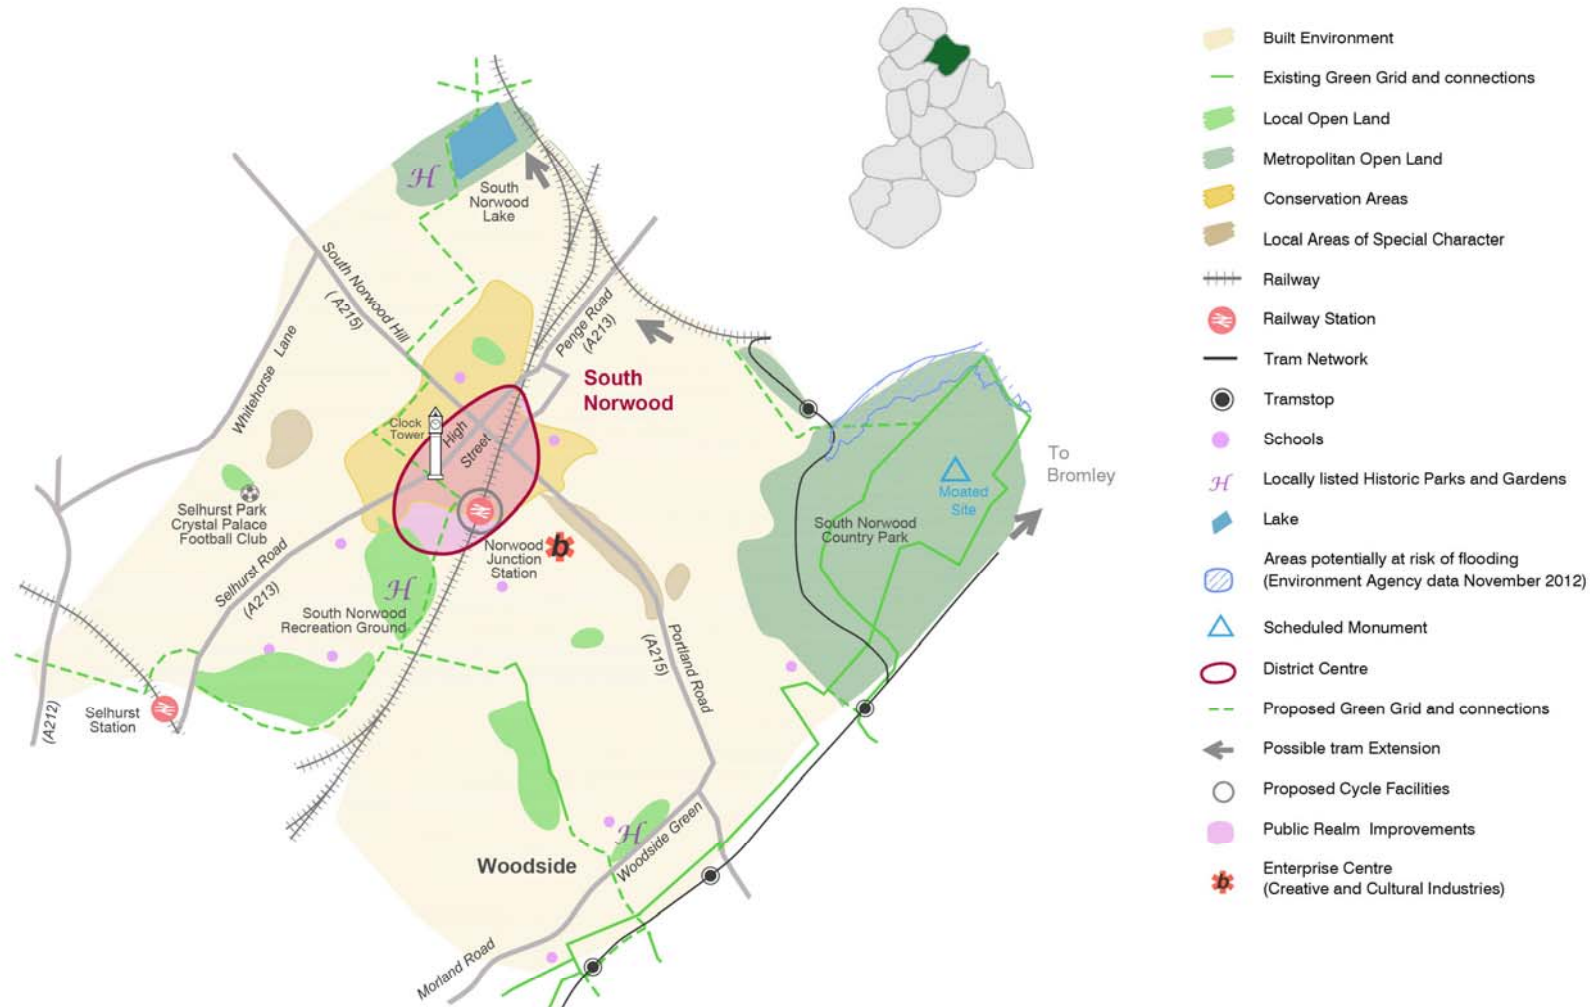 South
Norwood
Lake
South Norwood Hill
( A215)
Whitehorse Lane
Penge Road
(A213)
South
Norwood
Clock
Tower
High
Street
To
Bromley
Moated
Site
South Norwood
Country Park
Selhurst Park
Crystal Palace
Football Club
Norwood
Junction
Station
b
Selhurst Road
(A213)
South Norwood
Recreation Ground
H
H
H
Portland Road
(A215)
Selhurst
Station
(A212)
Woodside
Woodside Green
Morland Road
Built Environment
Existing Green Grid and connections
Local Open Land
Metropolitan Open Land
Conservation Areas
Local Areas of Special Character
Railway
Railway Station
Tram Network
Tramstop
Schools
H Locally listed Historic Parks and Gardens
Lake
Areas potentially at risk of flooding
(Environment Agency data November 2012)
Scheduled Monument
District Centre
Proposed Green Grid and connections
Possible tram Extension
Proposed Cycle Facilities
Public Realm Improvements
Enterprise Centre
b (Creative and Cultural Industries)